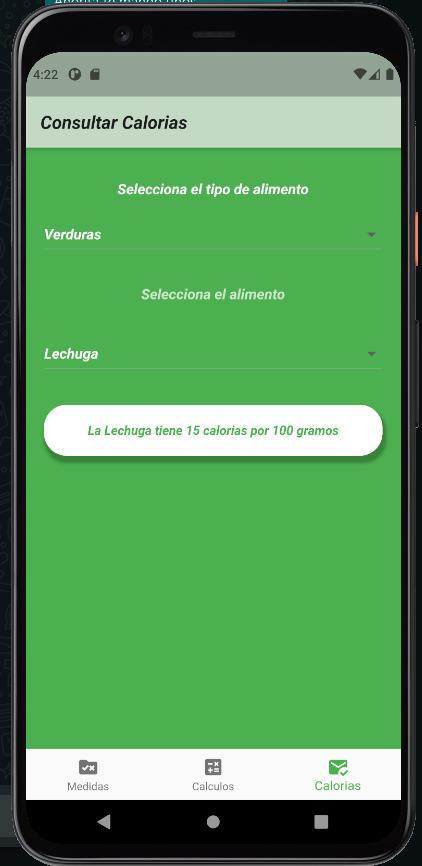 4:22
Consultar Calorias
Selecciona el tipo de alimento
Verduras
Selecciona el alimento
Lechuga
La Lechuga tiene 15 calorias por 100 gramos
Medidas Calculos Calorias